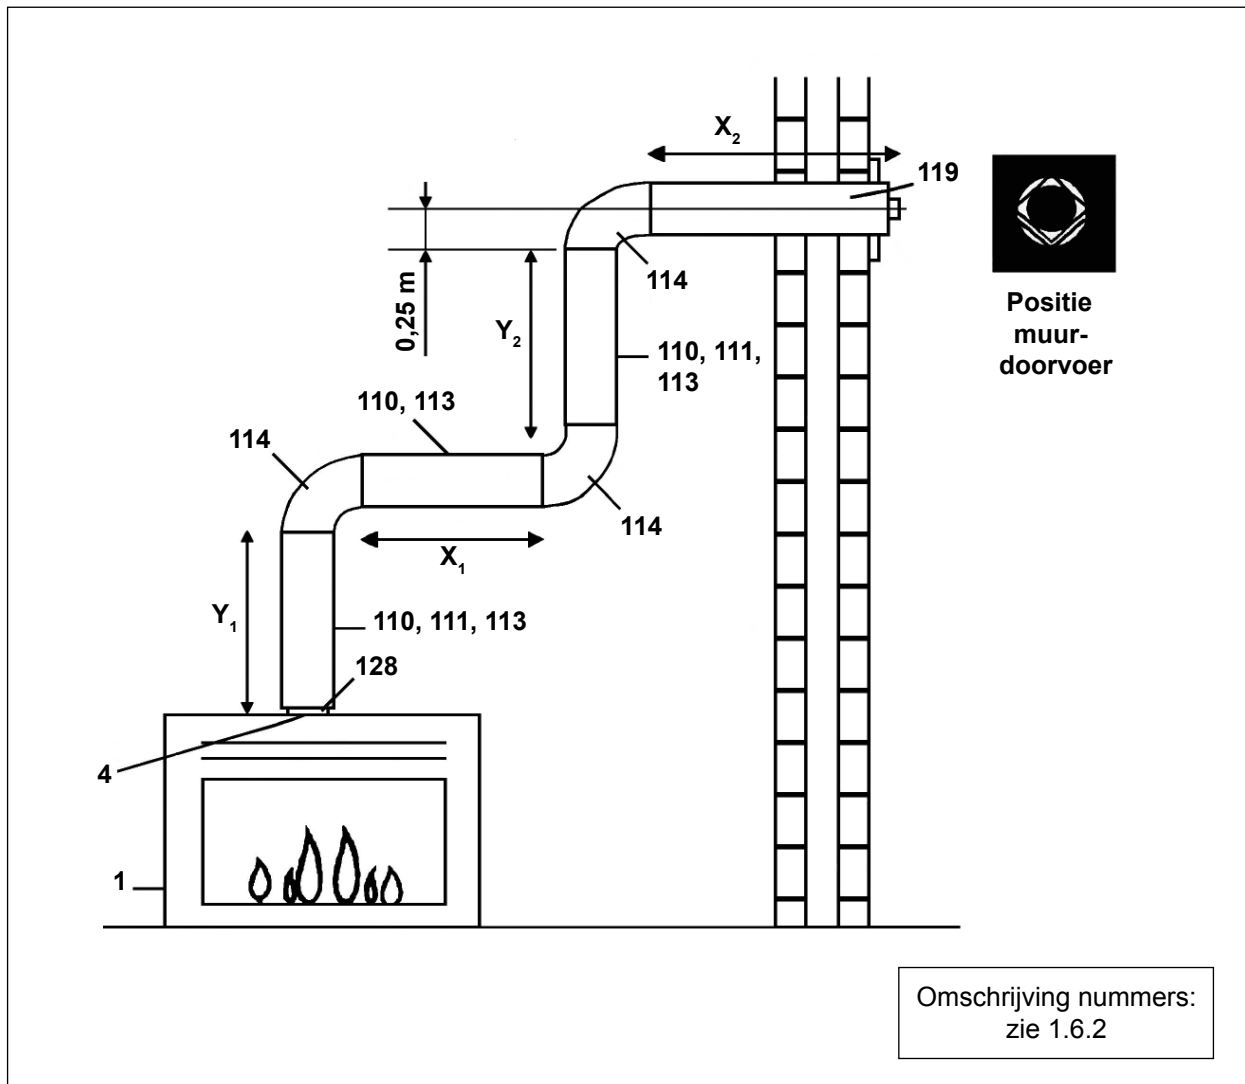 X₂
119
114
0,25 m
Y₂
Positie
muur-
doorvoer
110, 111,
113
110, 113
114
114
X₁
Y₁
110, 111, 113
128
4
1
Omschrijving nummers:
zie 1.6.2